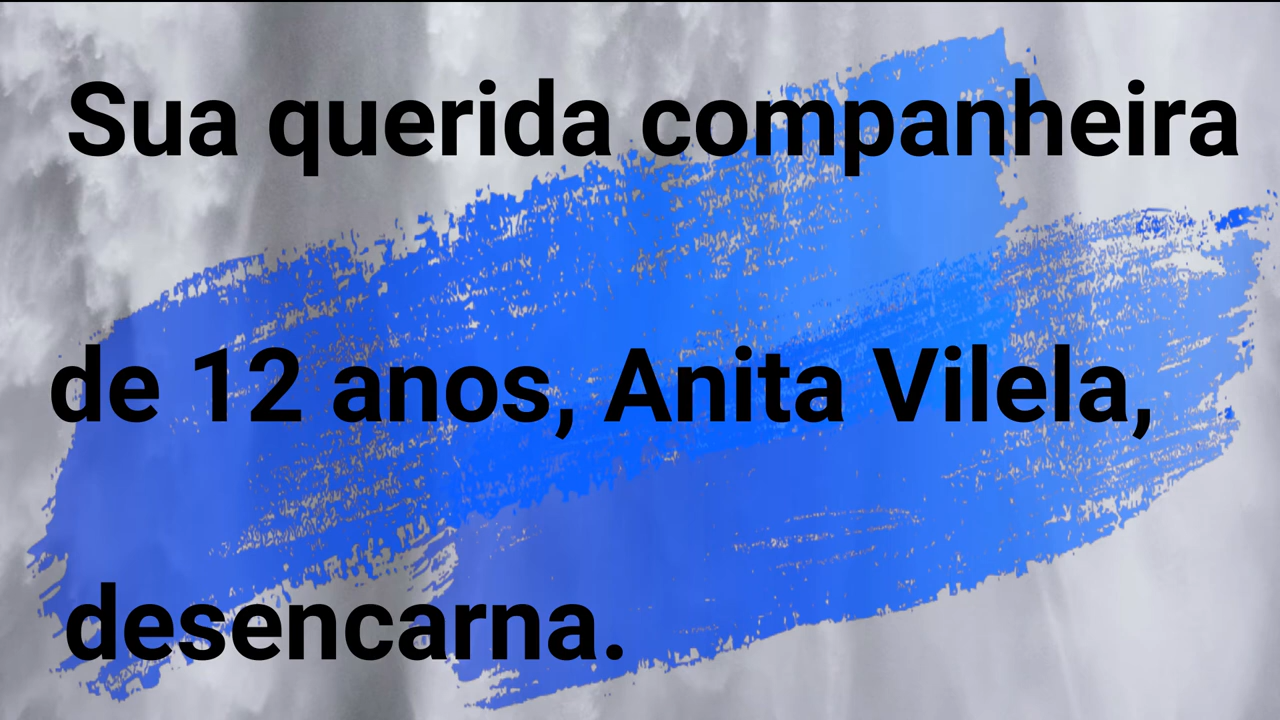 Sua querida companheira
de 12 anos, Anita Vilela,
desencarna.